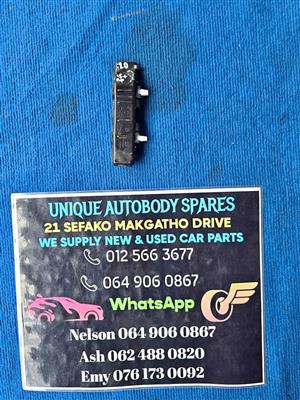 UNIQUE AUTOBODY SPARES
21 SEFAKO MAKGATHO DRIVE
WE SUPPLY NEW & USED CAR PARTS
012 566 3677
064 906 0867
WhatsApp
Nelson 064 906 0867
Ash 062 488 0820
Emy 076 173 0092